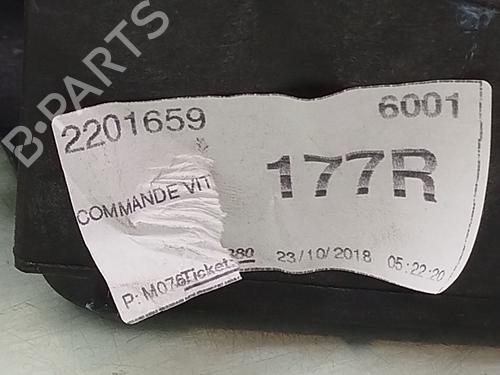 B-PARTS
2201659
6001
177R
COMMANDE VIT
P: M076
Ticket:
380
23/10/2018
05:22:20